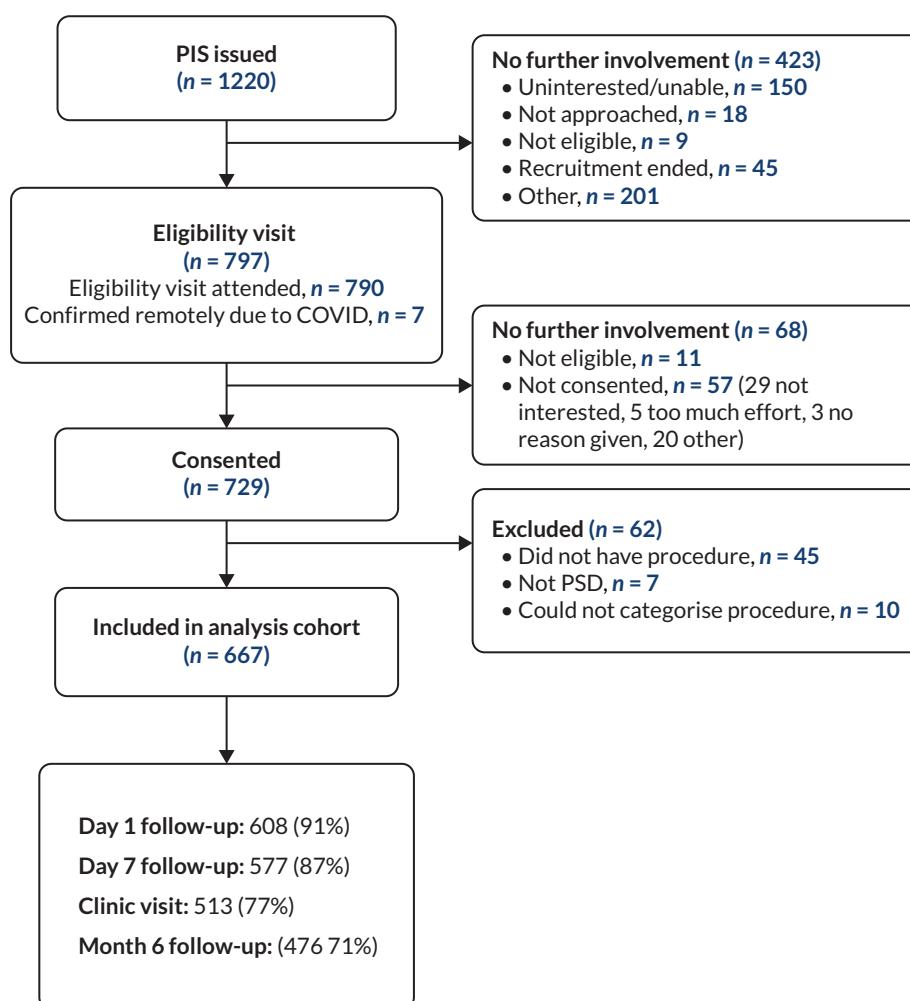 PIS issued
(n = 1220)
No further involvement (n = 423)
• Uninterested/unable, n = 150
• Not approached, n = 18
• Not eligible, n = 9
• Recruitment ended, n = 45
• Other, n = 201
Eligibility visit
(n = 797)
Eligibility visit attended, n = 790
Confirmed remotely due to COVID, n = 7
No further involvement (n = 68)
• Not eligible, n = 11
• Not consented, n = 57 (29 not
interested, 5 too much effort, 3 no
reason given, 20 other)
Consented
(n = 729)
Excluded (n = 62)
• Did not have procedure, n = 45
• Not PSD, n = 7
• Could not categorise procedure, n = 10
Included in analysis cohort
(n = 667)
Day 1 follow-up: 608 (91%)
Day 7 follow-up: 577 (87%)
Clinic visit: 513 (77%)
Month 6 follow-up: (476 71%)